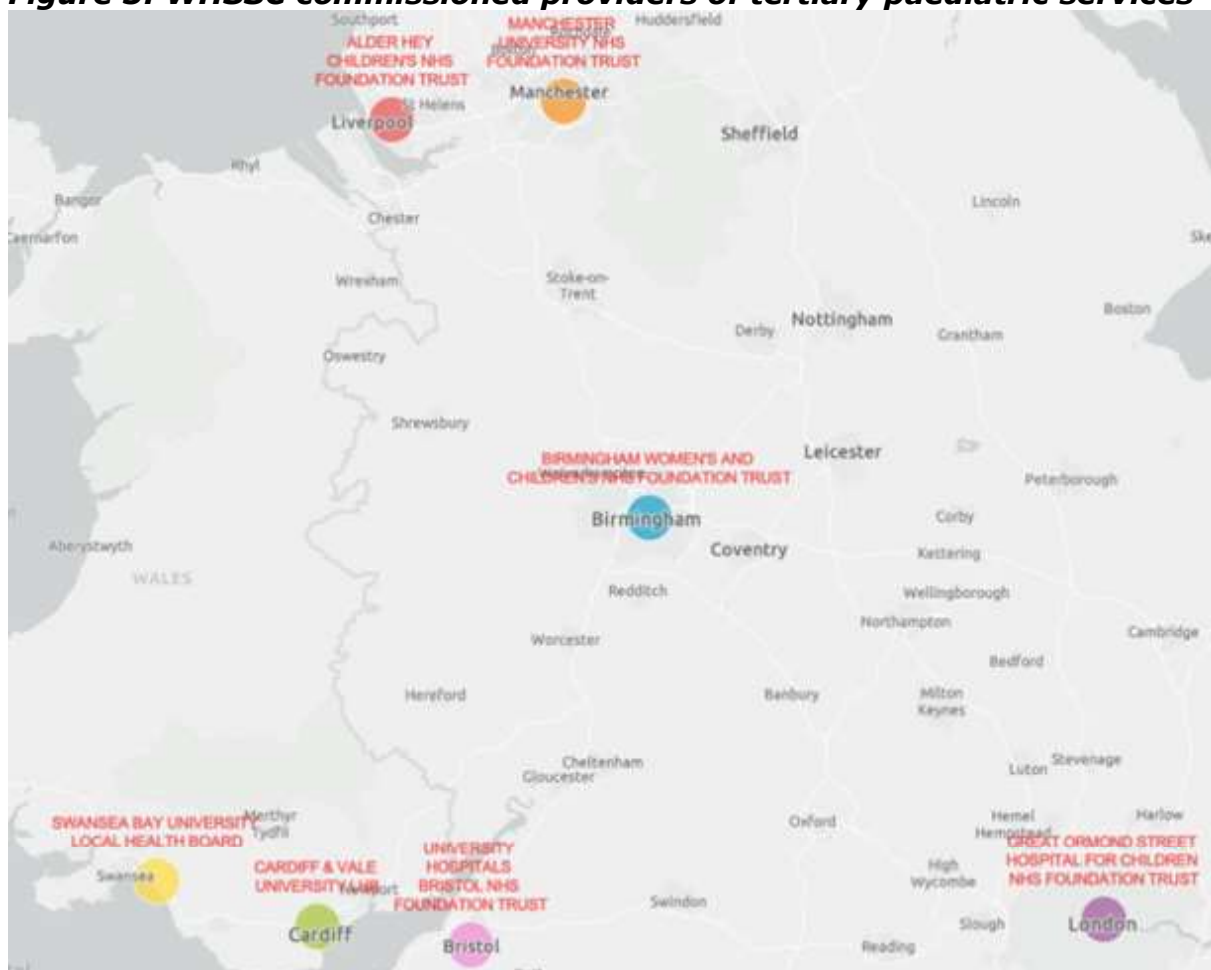 Figure 5: WHSSC commissioned providers of tertiary paediatric services
Southport
Huddersfield
ALDER HEY
CHILDREN'S NHS
FOUNDATION TRUST
MANCHESTER
UNIVERSITY NHS
FOUNDATION TRUST
St Helens
Manchester
Liverpool
Sheffield
Rhyl
Bangor
Caernarfon
Chester
Lincoln
Ske
Wrexham
Stoke-on-
Trent
Derby
Nottingham
Grantham
Boston
Oswestry
Shrewsbury
Leicester
BIRMINGHAM WOMEN'S AND
CHILDREN'S NHS FOUNDATION TRUST
Peterborough
Birmingham
Corby
Coventry
Kettering
Aberystwyth
WALES
Redditch
Wellingborough
Northampton
Worcester
Cambridge
Bedford
Hereford
Banbury
Milton
Keynes
Cheltenham
Gloucester
Luton
Stevenage
Merthyr
Tydfil
SWANSEA BAY UNIVERSITY
LOCAL HEALTH BOARD
Oxford
Hemel
Hempstead
Harlow
GREAT ORMOND STREET
HOSPITAL FOR CHILDREN
NHS FOUNDATION TRUST
UNIVERSITY
HOSPITALS
BRISTOL NHS
FOUNDATION TRUST
CARDIFF & VALE
UNIVERSITY LHB
Newport
Swansea
High
Wycombe
Swindon
Slough
London
Cardiff
Bristol
Reading